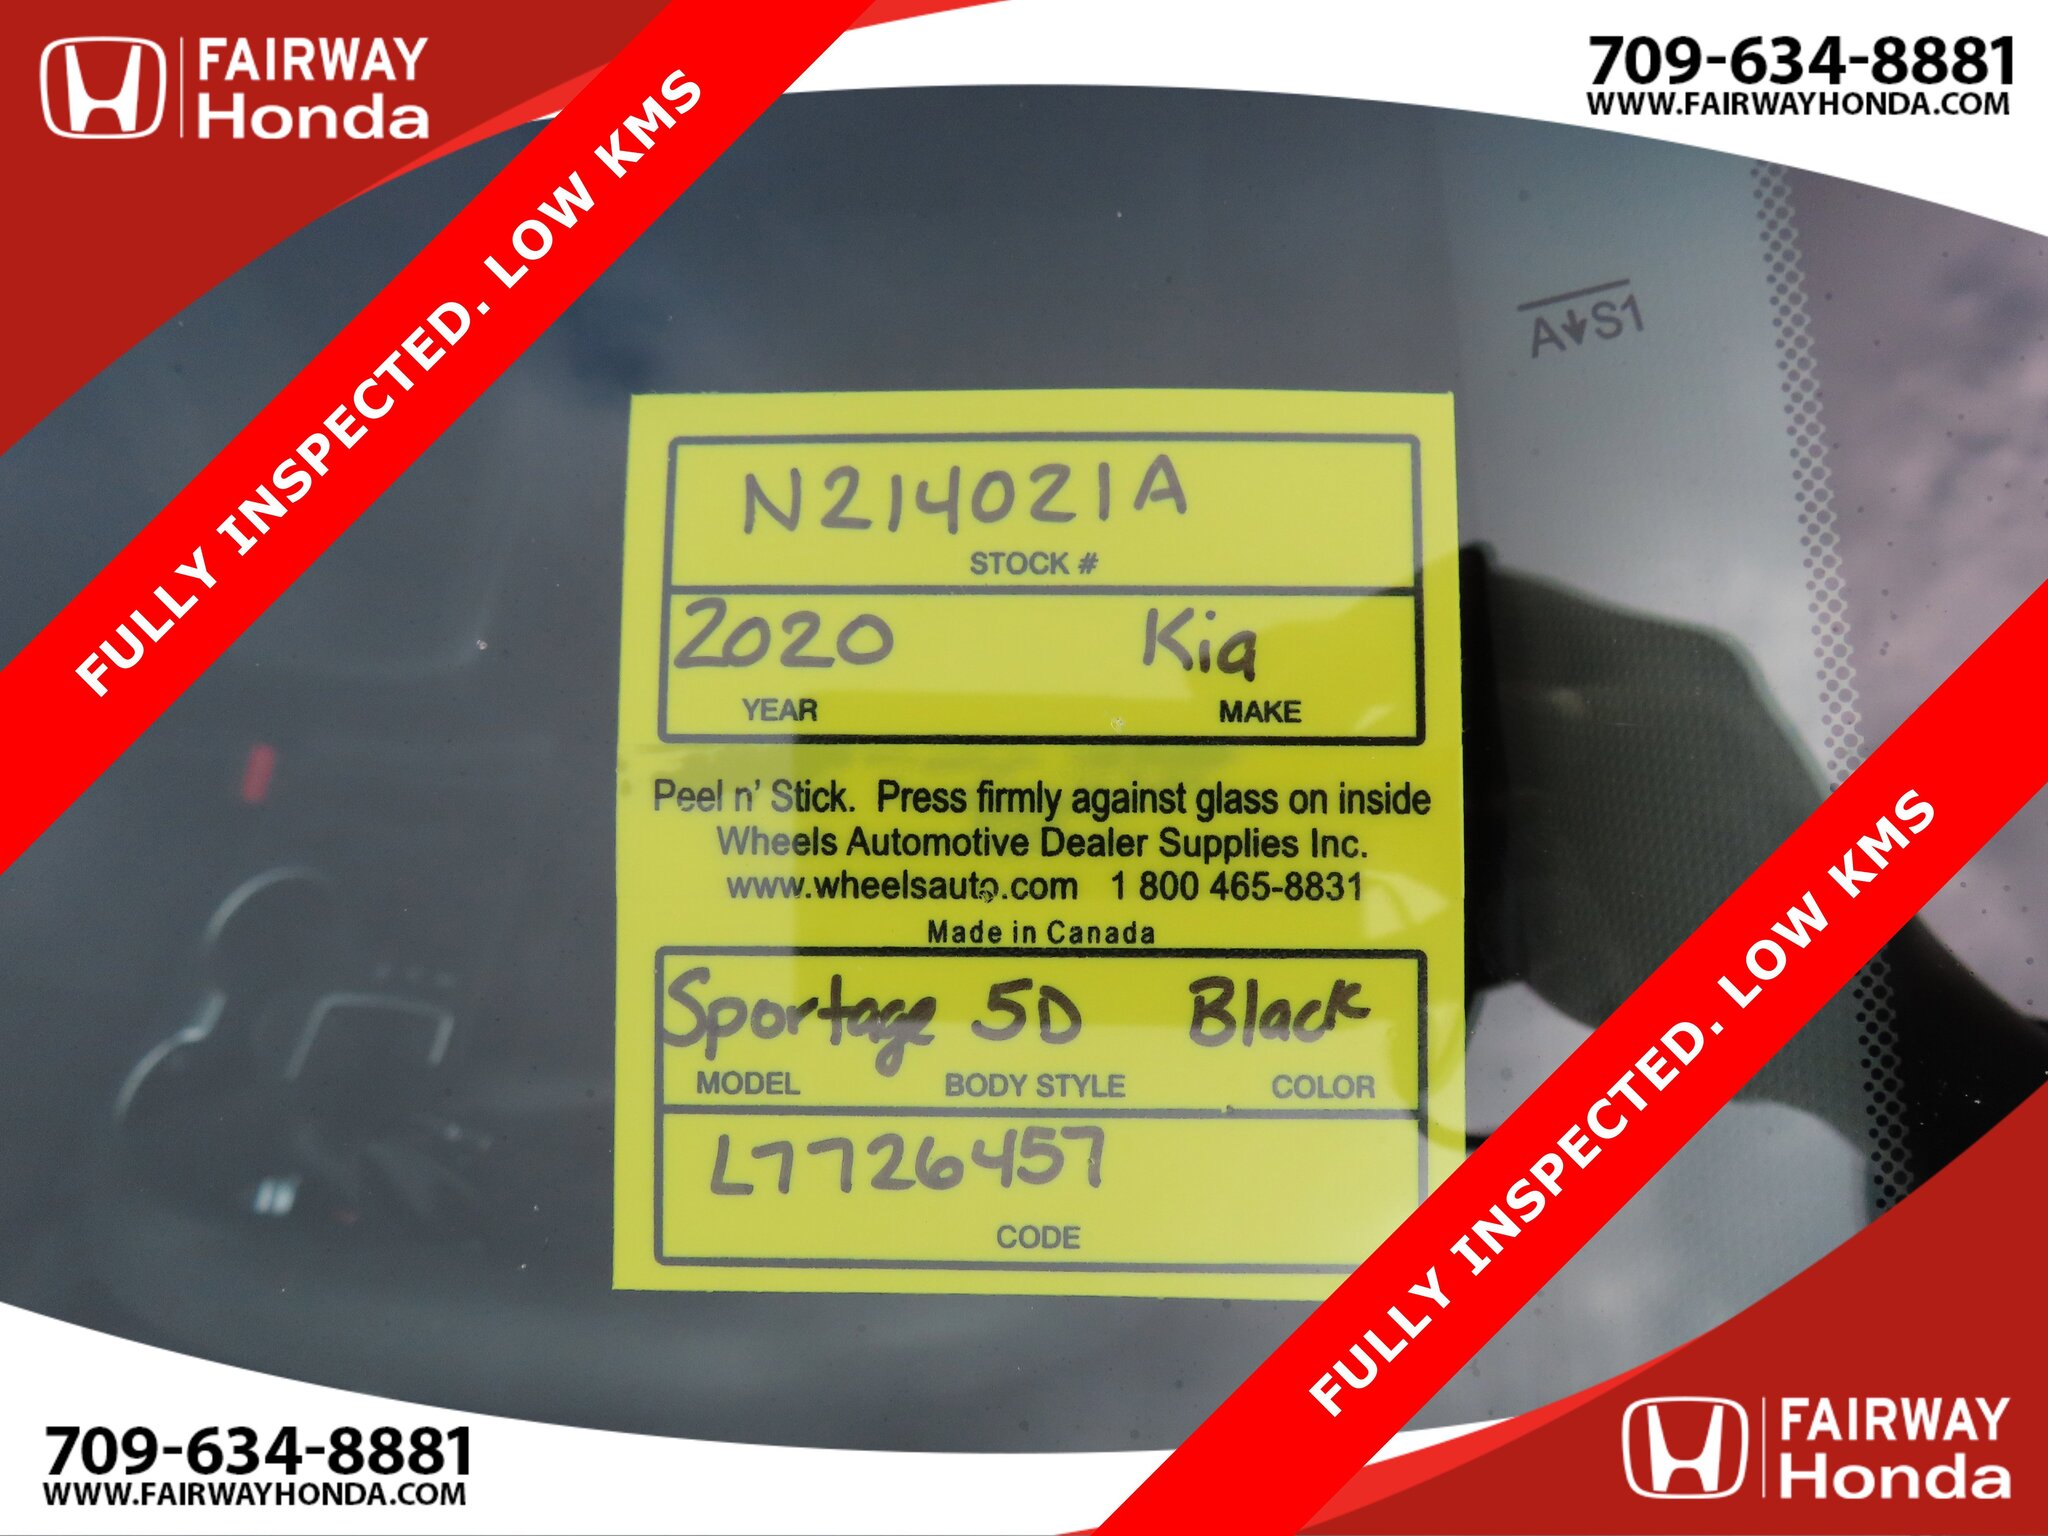 FAIRWAY
Honda
709-634-8881
WWW.FAIRWAYHONDA.COM
FULLY INSPECTED. LOW KMS
A↓S1
N214021A
STOCK #
2020 Kia
YEAR MAKE
Peel n' Stick. Press firmly against glass on inside
Wheels Automotive Dealer Supplies Inc.
www.wheelsauto.com 1 800 465-8831
Made in Canada
Sportage 5D Black
MODEL BODY STYLE COLOR
L7726457
CODE
FULLY INSPECTED. LOW KMS
709-634-8881
WWW.FAIRWAYHONDA.COM
FAIRWAY
Honda